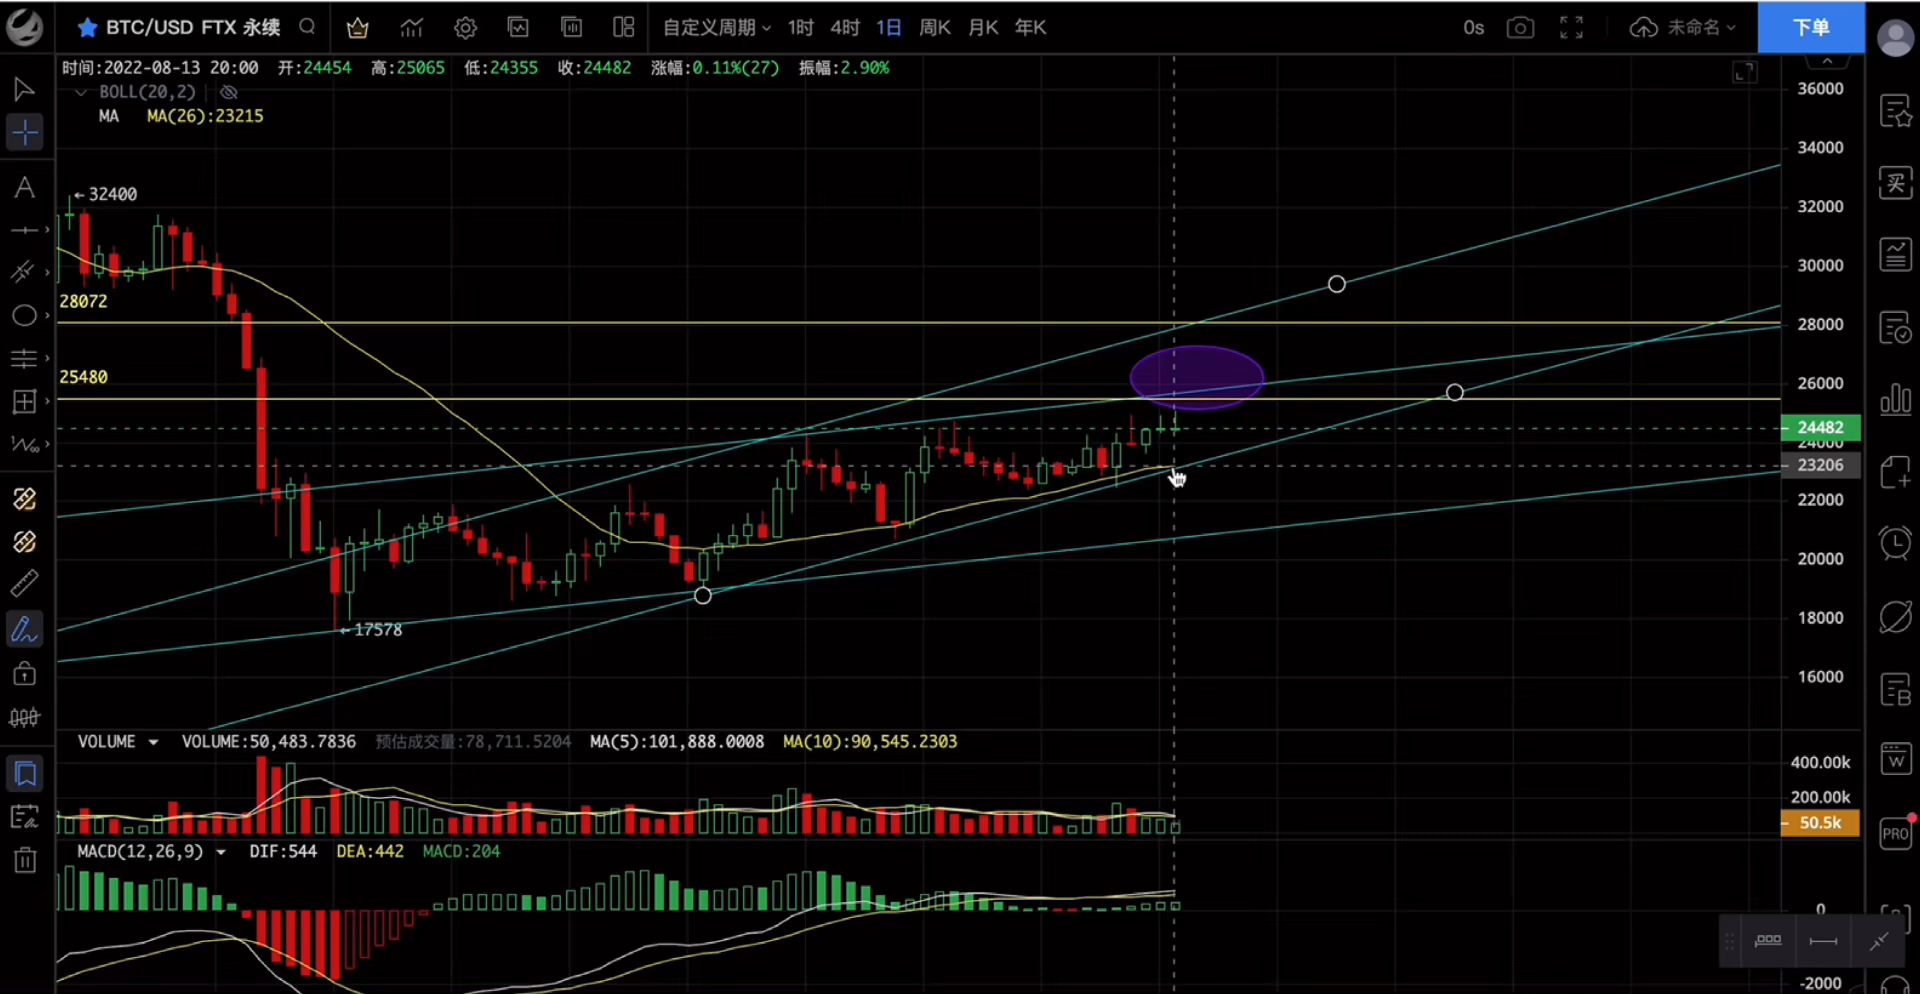 BTC/USD FTX 永续 自定义周期 1时 4时 1日 周K 月K 年K 0s 未命名 下单
时间:2022-08-13 20:00 开:24454 高:25065 低:24355 收:24482 涨幅:0.11%(27) 振幅:2.90%
BOLL(20,2)
MA MA(26):23215
36000
34000
←32400
32000
30000
28072
28000
25480
26000
24482
24000
23206
22000
20000
←17578
18000
16000
VOLUME VOLUME:50,483.7836 预估成交量:78,711.5204 MA(5):101,888.0008 MA(10):90,545.2303
400.00k
200.00k
50.5k
MACD(12,26,9) DIF:544 DEA:442 MACD:204
0
-2000
A
买
B
W
PRO